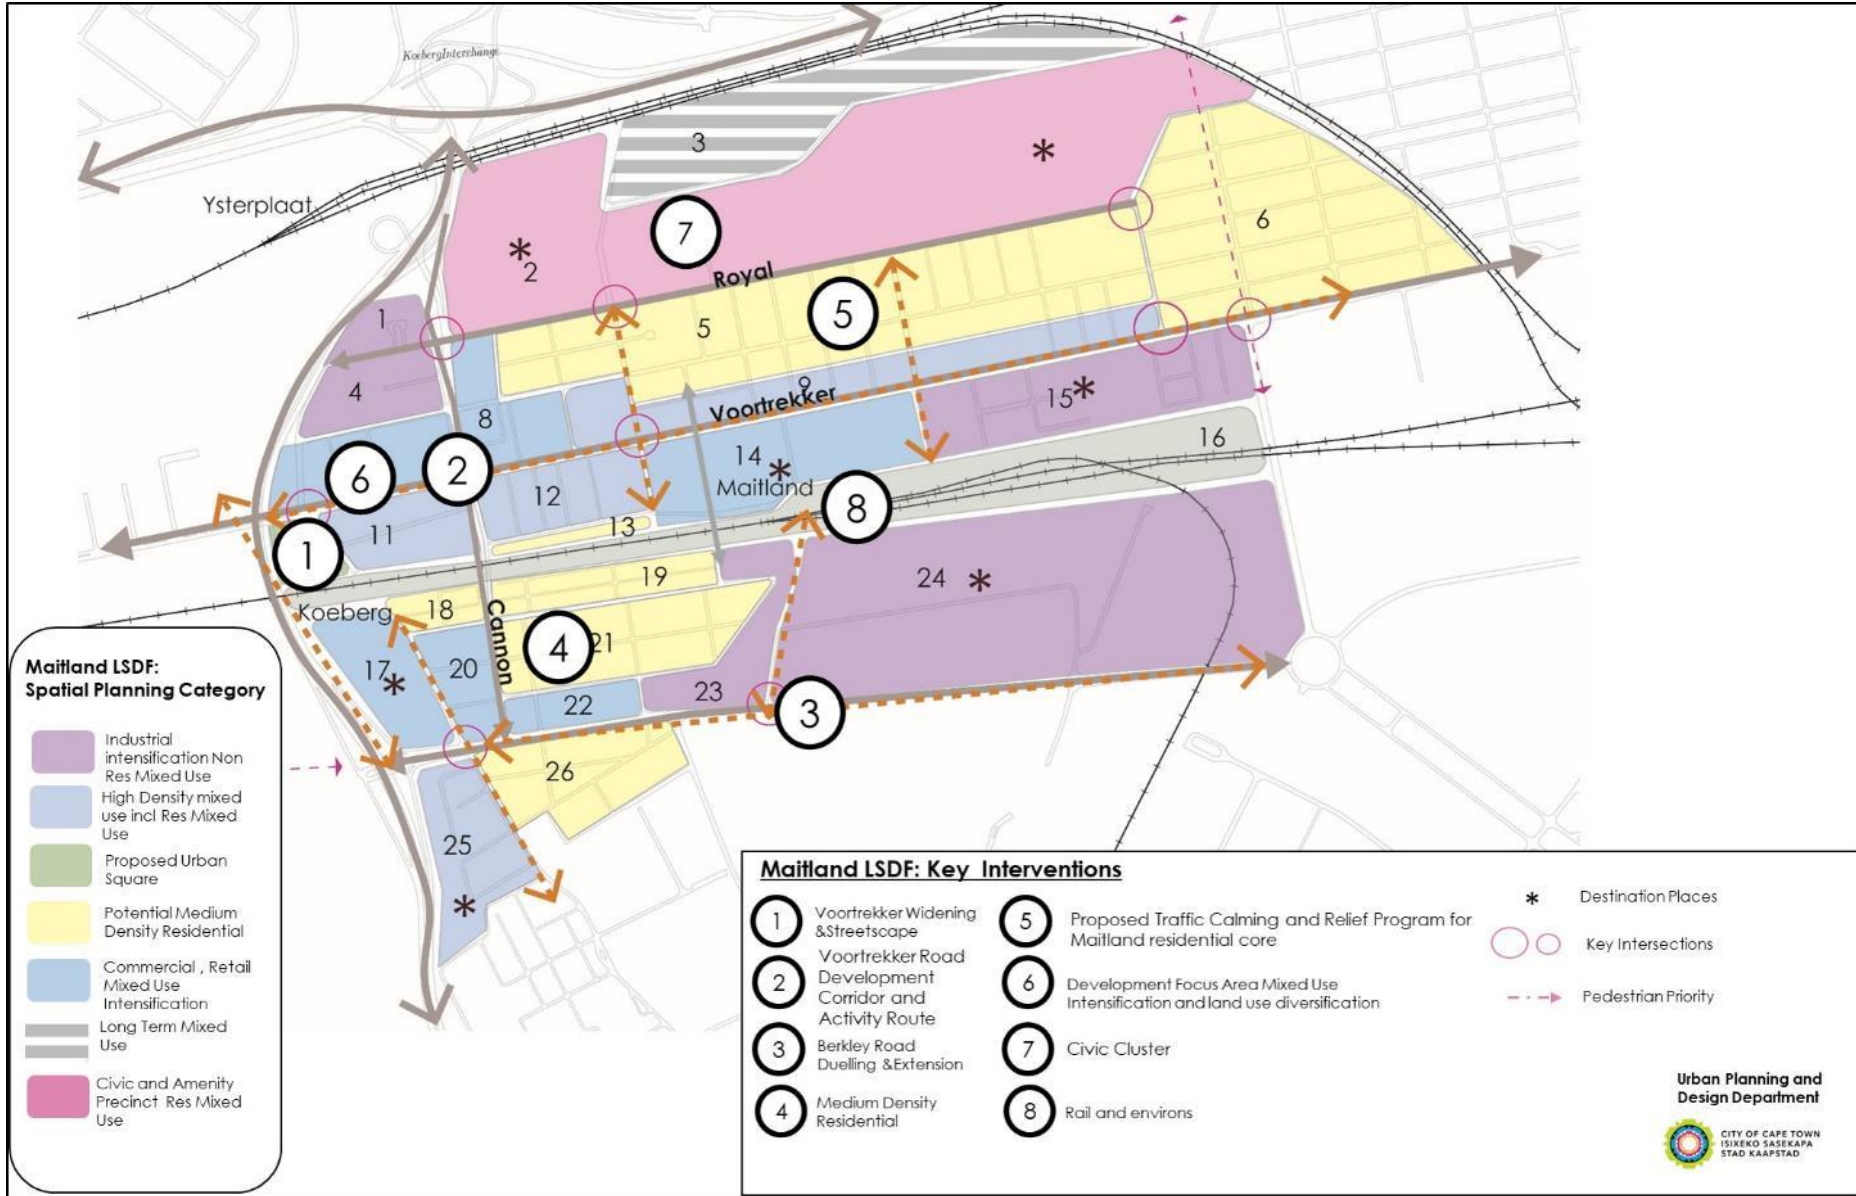 KoebergInterchange
Ysterplaat
3
7
6
2
Royal
1
5
5
4
8
9
Voortrekker
15
16
6
2
14
Maitland
12
8
11
13
1
19
24
Koeberg
18
Cannon
4
21
17
20
23
22
3
26
25
Maitland LSDF:
Spatial Planning Category
Industrial
intensification Non
Res Mixed Use
High Density mixed
use incl Res Mixed
Use
Proposed Urban
Square
Potential Medium
Density Residential
Commercial , Retail
Mixed Use
Intensification
Long Term Mixed
Use
Civic and Amenity
Precinct Res Mixed
Use
Maitland LSDF: Key Interventions
1
Voortrekker Widening
&Streetscape
2
Voortrekker Road
Development
Corridor and
Activity Route
3
Berkley Road
Duelling &Extension
4
Medium Density
Residential
5
Proposed Traffic Calming and Relief Program for
Maitland residential core
6
Development Focus Area Mixed Use
Intensification and land use diversification
7
Civic Cluster
8
Rail and environs
* Destination Places
Key Intersections
Pedestrian Priority
Urban Planning and
Design Department
CITY OF CAPE TOWN
ISIXEKO SASEKAPA
STAD KAAPSTAD